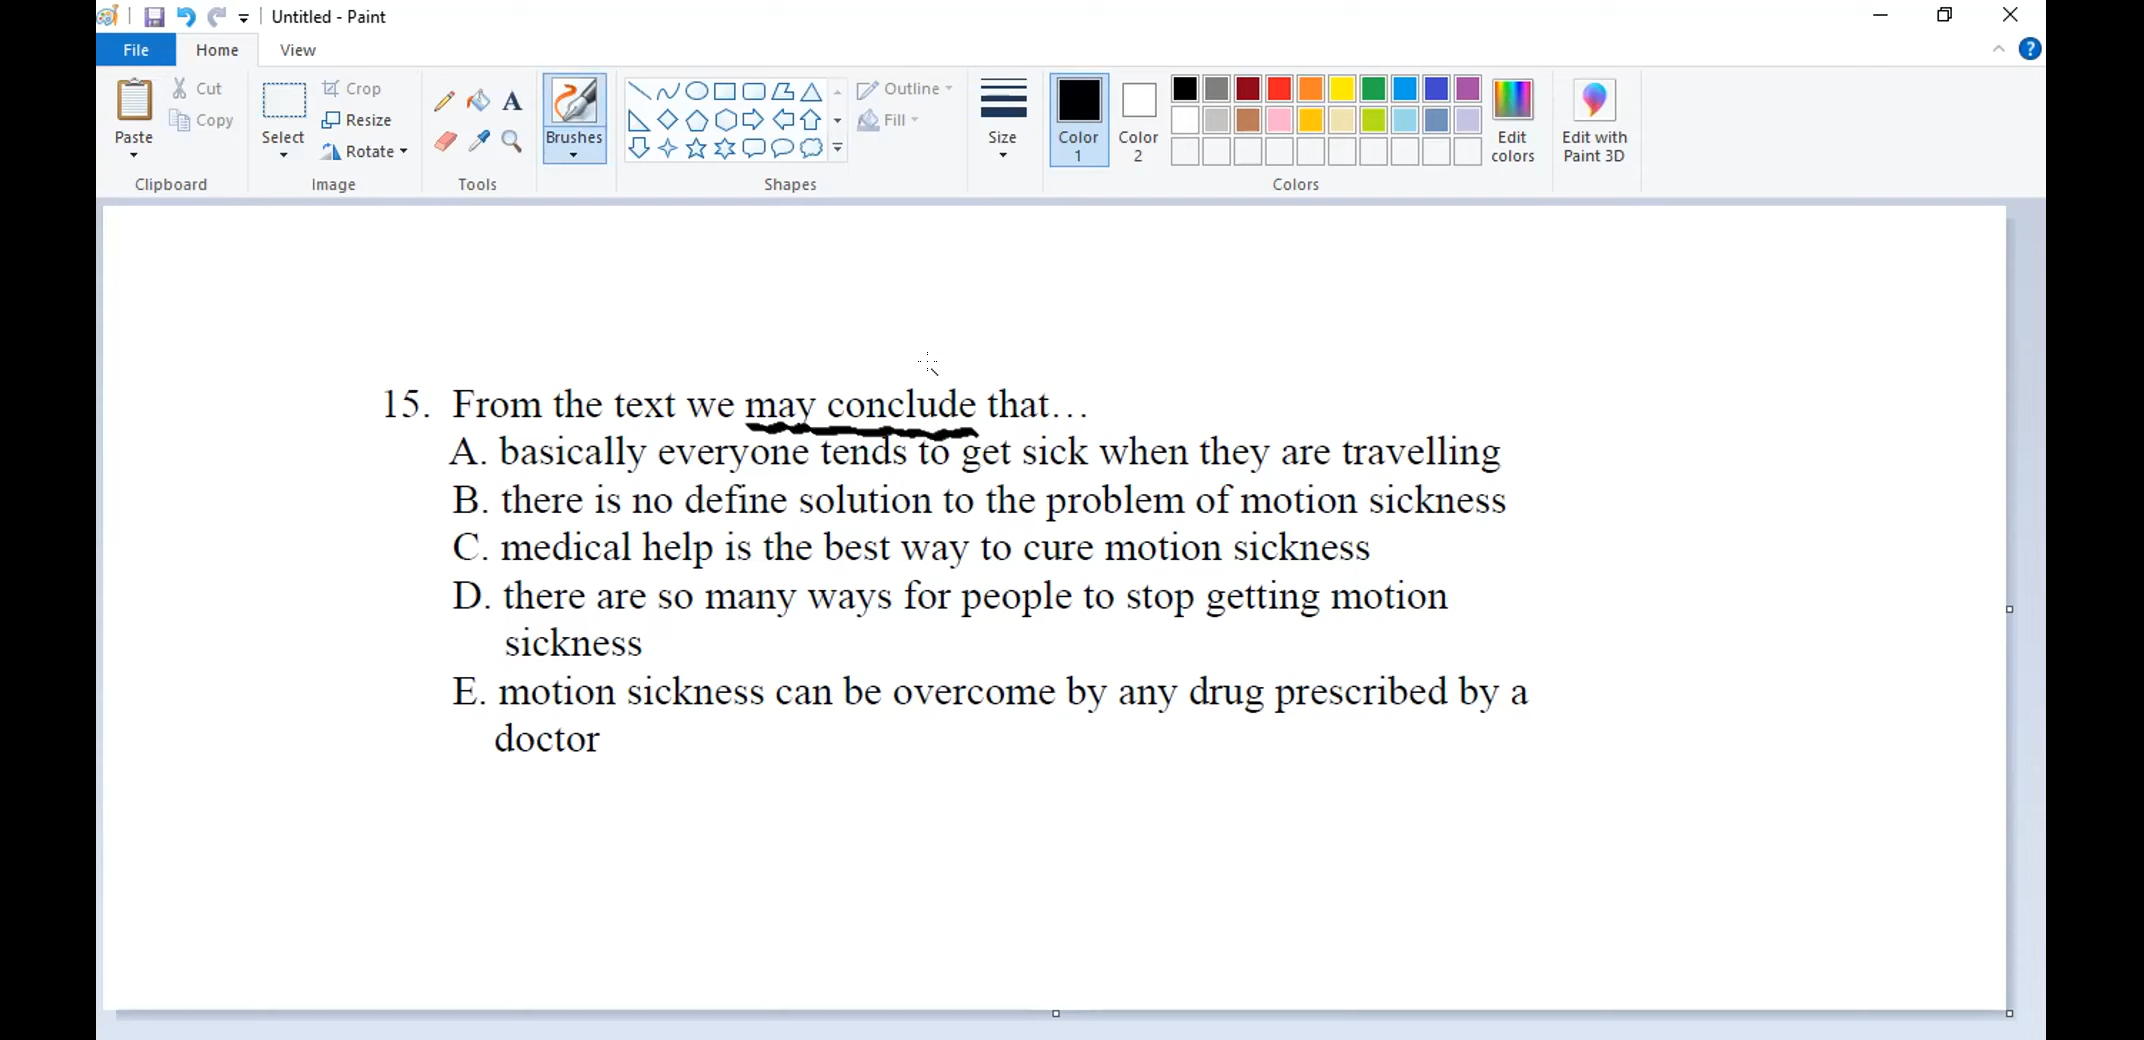 Untitled - Paint
File Home View
Paste
Cut
Copy
Clipboard
Select
Crop
Resize
Rotate
Image
A
Tools
Brushes
Outline
Fill
Shapes
Size
Color 1
Color 2
Edit colors
Colors
Edit with Paint 3D
?
15. From the text we may conclude that...
A. basically everyone tends to get sick when they are travelling
B. there is no define solution to the problem of motion sickness
C. medical help is the best way to cure motion sickness
D. there are so many ways for people to stop getting motion
sickness
E. motion sickness can be overcome by any drug prescribed by a
doctor